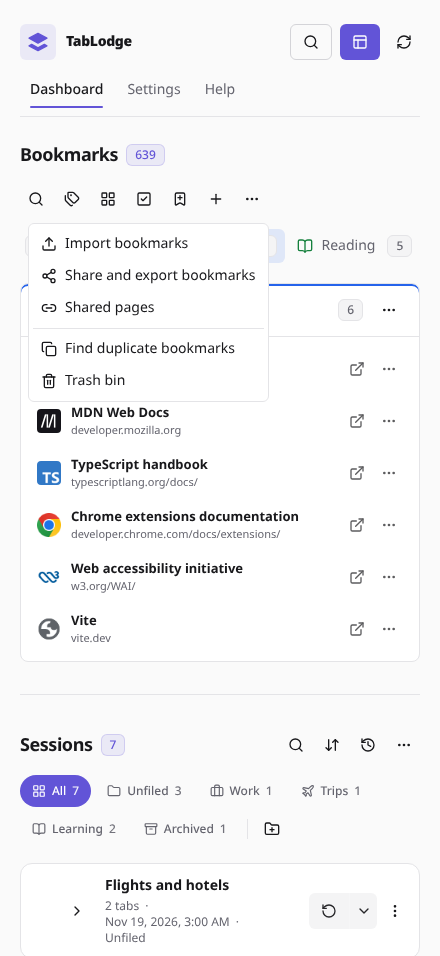 TabLodge
Dashboard Settings Help
Bookmarks 639
Import bookmarks
Share and export bookmarks
Shared pages
Find duplicate bookmarks
Trash bin
Reading 5
6
MDN Web Docs
developer.mozilla.org
TypeScript handbook
typescriptlang.org/docs/
Chrome extensions documentation
developer.chrome.com/docs/extensions/
Web accessibility initiative
w3.org/WAI/
Vite
vite.dev
Sessions 7
All 7 Unfiled 3 Work 1 Trips 1
Learning 2 Archived 1
Flights and hotels
2 tabs ·
Nov 19, 2026, 3:00 AM ·
Unfiled